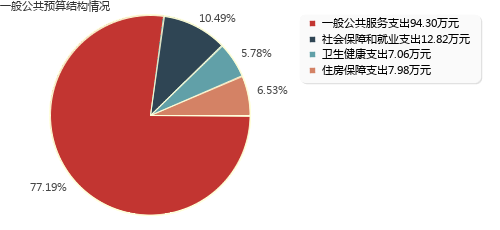 一般公共预算结构情况
10.49%
5.78%
6.53%
77.19%
一般公共服务支出94.30万元
社会保障和就业支出12.82万元
卫生健康支出7.06万元
住房保障支出7.98万元